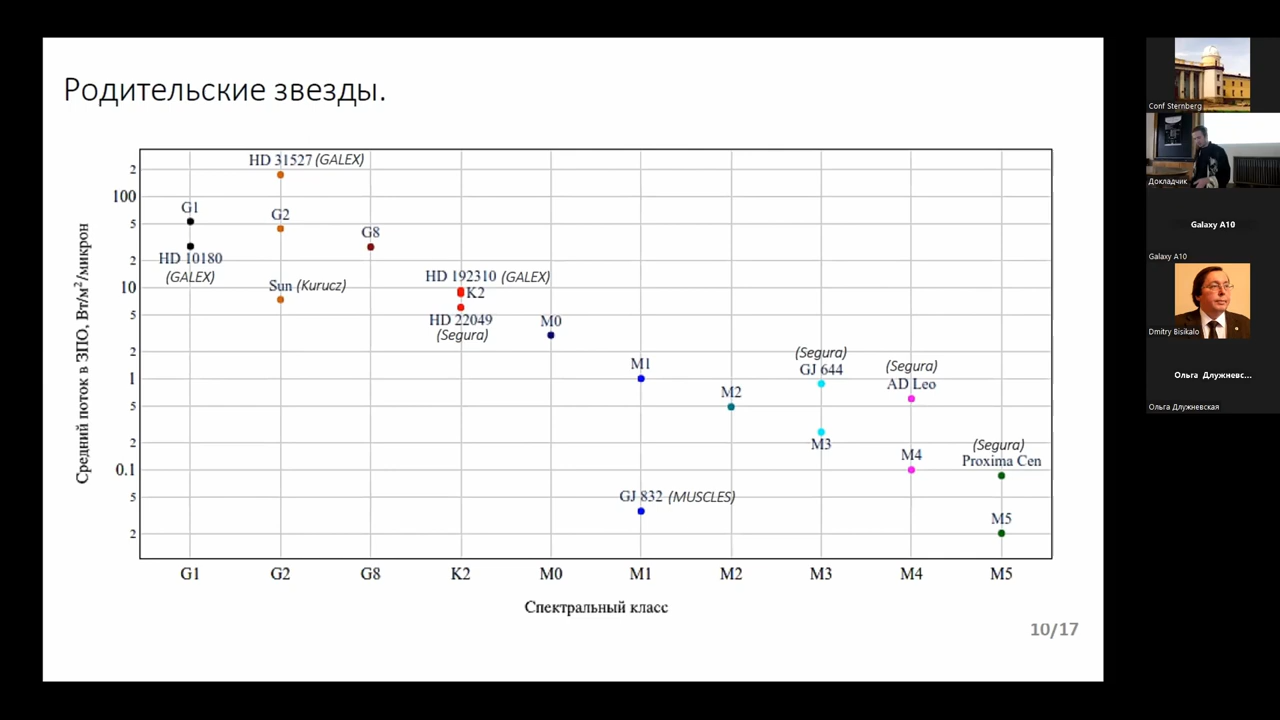 Родительские звезды.
Средний поток в ЗПО, Вт/м²/микрон
2
100
5
2
10
5
2
1
5
2
0.1
5
2
HD 31527 (GALEX)
G1
G2
G8
HD 10180
(GALEX)
Sun (Kurucz)
HD 192310 (GALEX)
K2
HD 22049
(Segura)
M0
M1
M2
(Segura)
GJ 644
M3
(Segura)
AD Leo
M4
(Segura)
Proxima Cen
M5
GJ 832 (MUSCLES)
G1 G2 G8 K2 M0 M1 M2 M3 M4 M5
Спектральный класс
10/17
Conf Sternberg
Докладчик
Galaxy A10
Galaxy A10
Dmitry Bisikalo
Ольга Длужневс...
Ольга Длужневская